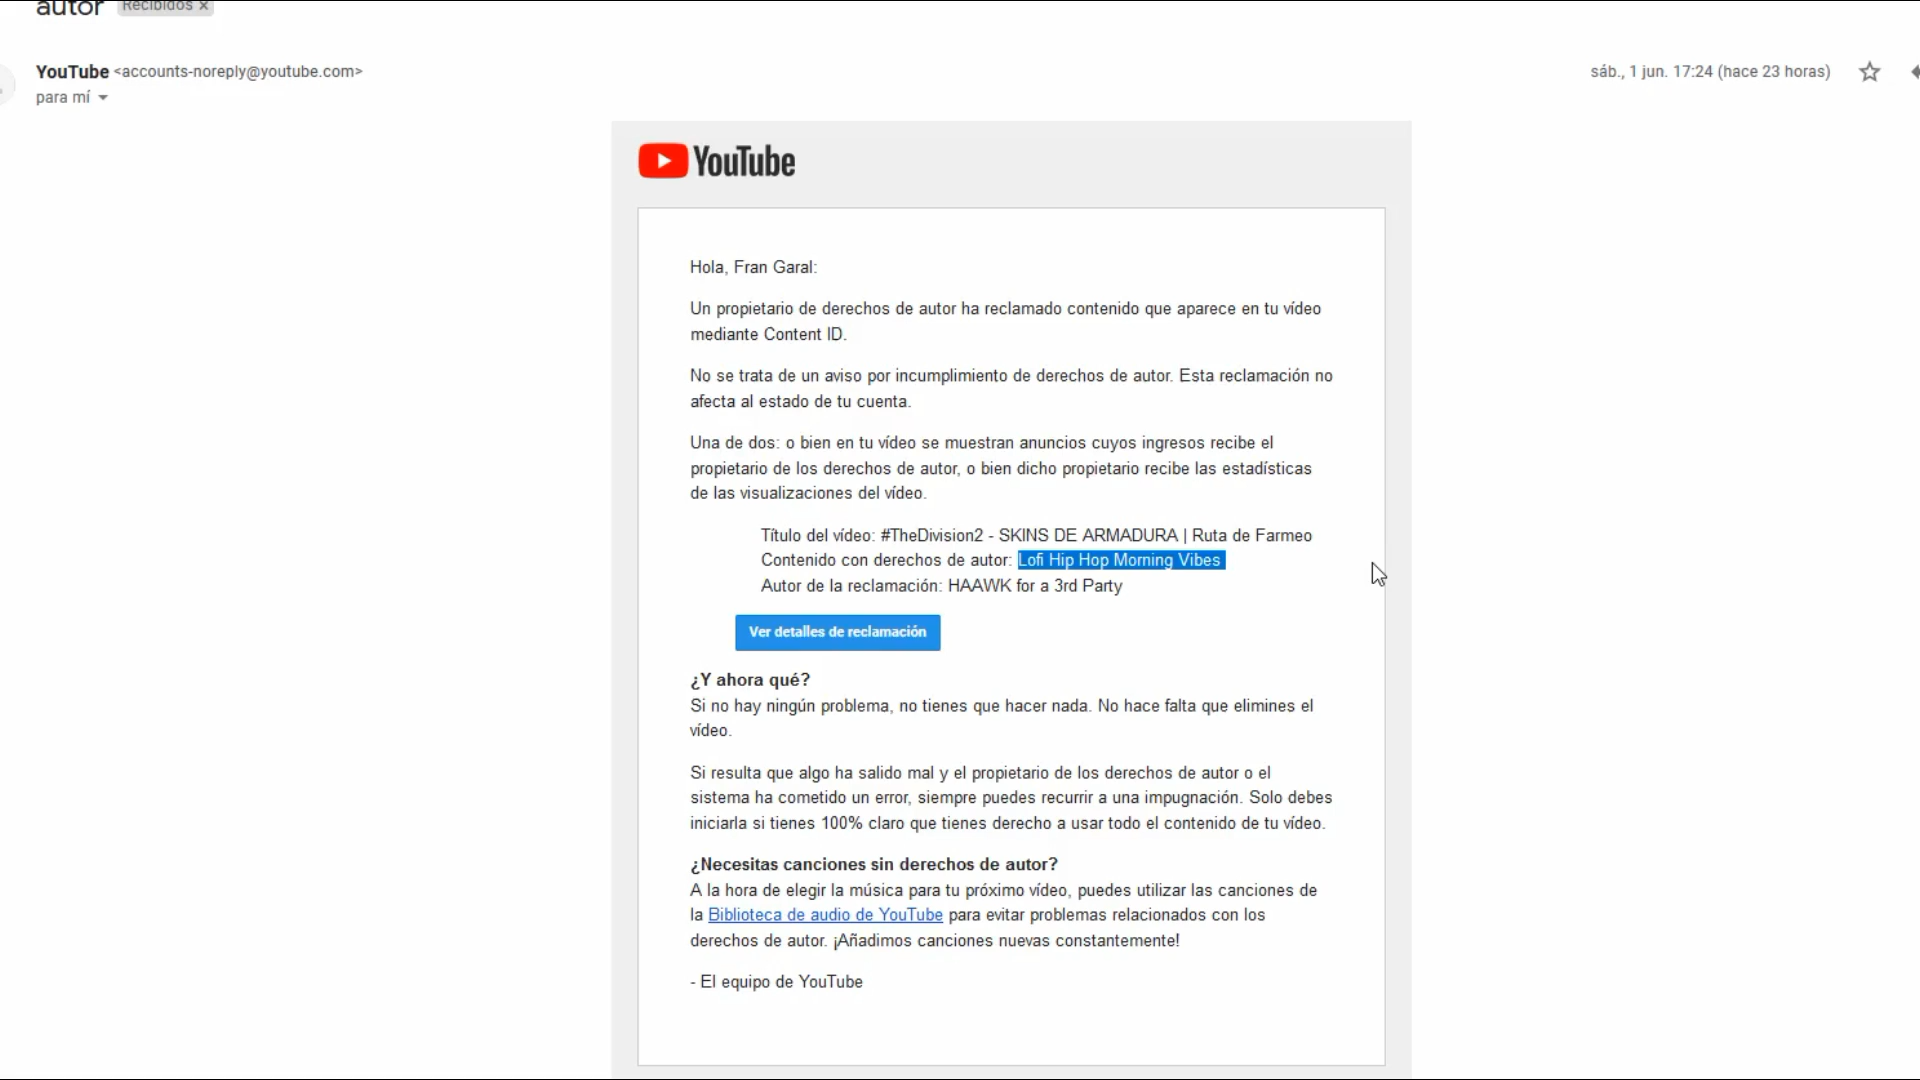 autor Recibidos x
YouTube <accounts-noreply@youtube.com>
sáb., 1 jun. 17:24 (hace 23 horas)
para mí
YouTube
Hola, Fran Garal:
Un propietario de derechos de autor ha reclamado contenido que aparece en tu vídeo
mediante Content ID.
No se trata de un aviso por incumplimiento de derechos de autor. Esta reclamación no
afecta al estado de tu cuenta.
Una de dos: o bien en tu vídeo se muestran anuncios cuyos ingresos recibe el
propietario de los derechos de autor, o bien dicho propietario recibe las estadísticas
de las visualizaciones del vídeo.
Título del vídeo: #TheDivision2 - SKINS DE ARMADURA | Ruta de Farmeo
Contenido con derechos de autor: Lofi Hip Hop Morning Vibes
Autor de la reclamación: HAAWK for a 3rd Party
Ver detalles de reclamación
¿Y ahora qué?
Si no hay ningún problema, no tienes que hacer nada. No hace falta que elimines el
vídeo.
Si resulta que algo ha salido mal y el propietario de los derechos de autor o el
sistema ha cometido un error, siempre puedes recurrir a una impugnación. Solo debes
iniciarla si tienes 100% claro que tienes derecho a usar todo el contenido de tu vídeo.
¿Necesitas canciones sin derechos de autor?
A la hora de elegir la música para tu próximo vídeo, puedes utilizar las canciones de
la Biblioteca de audio de YouTube para evitar problemas relacionados con los
derechos de autor. ¡Añadimos canciones nuevas constantemente!
- El equipo de YouTube